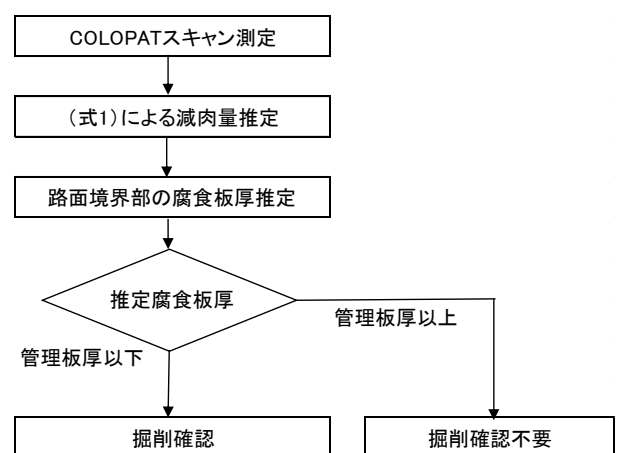 COLOPATスキャン測定
（式1）による減肉量推定
路面境界部の腐食板厚推定
推定腐食板厚
管理板厚以上
管理板厚以下
掘削確認
掘削確認不要